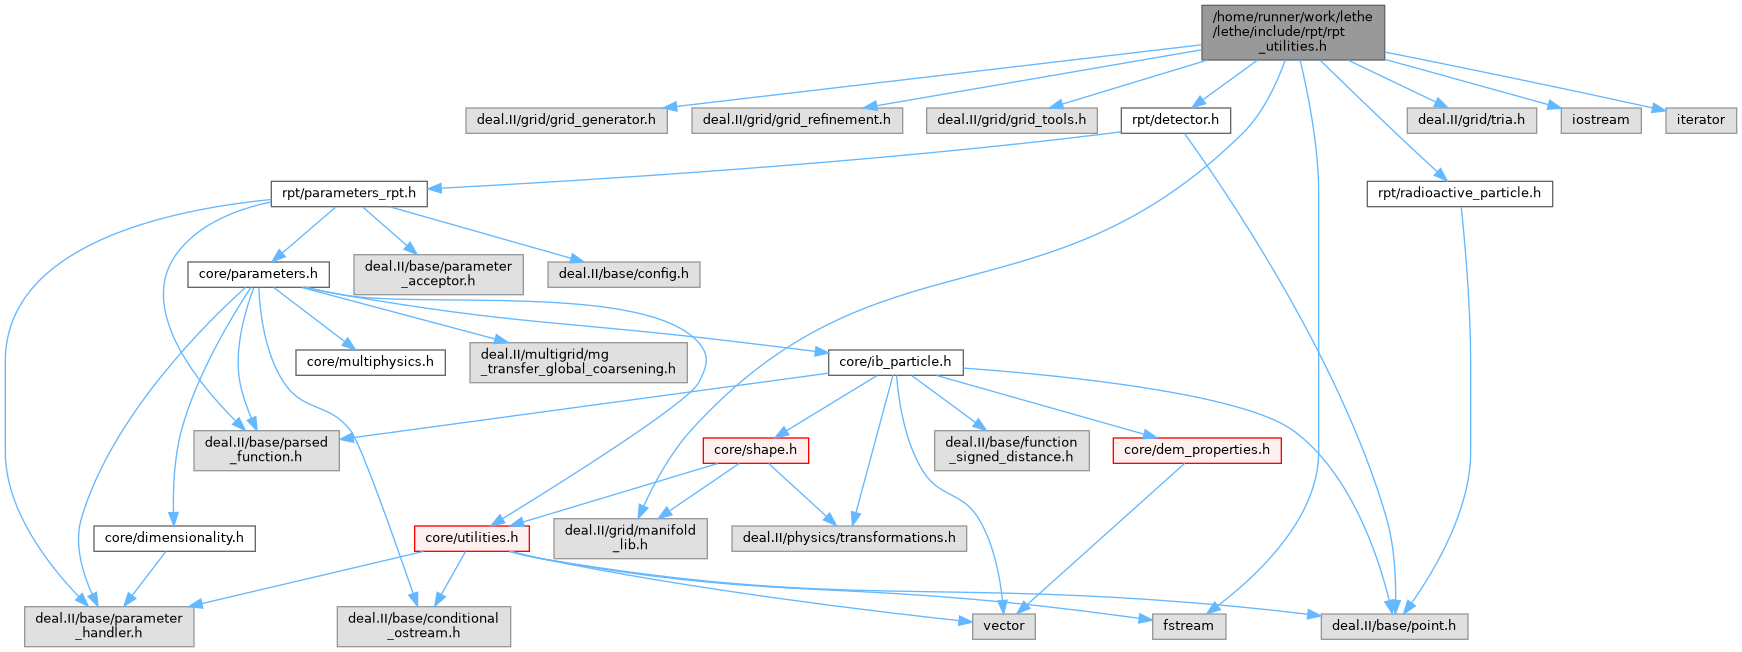 /home/runner/work/lethe
/lethe/include/rpt/rpt
_utilities.h
deal.II/grid/grid_generator.h
deal.II/grid/grid_refinement.h
deal.II/grid/grid_tools.h
rpt/detector.h
deal.II/grid/tria.h
iostream
iterator
rpt/parameters_rpt.h
rpt/radioactive_particle.h
core/parameters.h
deal.II/base/parameter
_acceptor.h
deal.II/base/config.h
core/multiphysics.h
deal.II/multigrid/mg
_transfer_global_coarsening.h
core/ib_particle.h
deal.II/base/parsed
_function.h
core/shape.h
deal.II/base/function
_signed_distance.h
core/dem_properties.h
core/dimensionality.h
core/utilities.h
deal.II/grid/manifold
_lib.h
deal.II/physics/transformations.h
deal.II/base/parameter
_handler.h
deal.II/base/conditional
_ostream.h
vector
fstream
deal.II/base/point.h